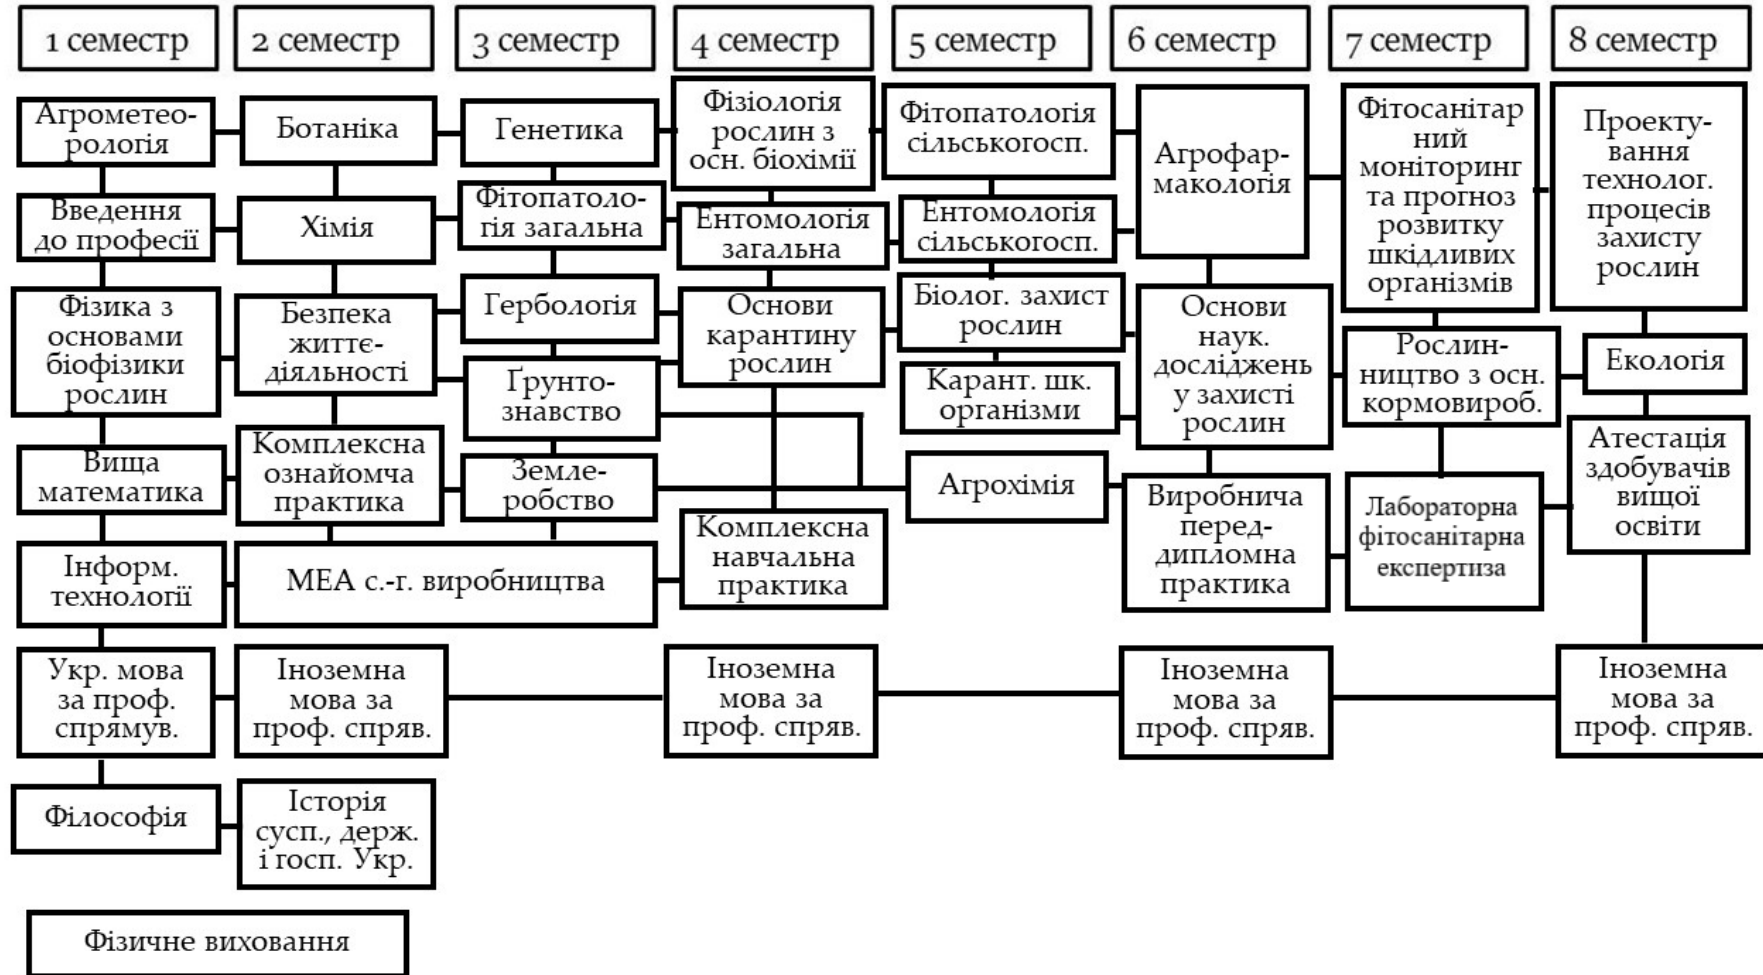 1 семестр
2 семестр
3 семестр
4 семестр
5 семестр
6 семестр
7 семестр
8 семестр
Агрометео-
рологія
Введення
до професії
Фізика з
основами
біофізики
рослин
Вища
математика
Інформ.
технології
Укр. мова
за проф.
спрямув.
Філософія
Фізичне виховання
Ботаніка
Хімія
Безпека
життє-
діяльності
Комплексна
ознайомча
практика
МЕА с.-г. виробництва
Іноземна
мова за
проф. спряв.
Історія
сусп., держ.
і госп. Укр.
Генетика
Фітопатоло-
гія загальна
Гербологія
Ґрунто-
знавство
Земле-
робство
Фізіологія
рослин з
осн. біохімії
Ентомологія
загальна
Основи
карантину
рослин
Комплексна
навчальна
практика
Іноземна
мова за
проф. спряв.
Фітопатологія
сільськогосп.
Ентомологія
сільськогосп.
Біолог. захист
рослин
Карант. шк.
організми
Агрохімія
Агрофар-
макологія
Основи
наук.
досліджень
у захисті
рослин
Виробнича
перед-
дипломна
практика
Іноземна
мова за
проф. спряв.
Фітосанітар
ний
моніторинг
та прогноз
розвитку
шкідливих
організмів
Рослин-
ництво з осн.
кормовироб.
Лабораторна
фітосанітарна
експертиза
Проекту-
вання
технолог.
процесів
захисту
рослин
Екологія
Атестація
здобувачів
вищої
освіти
Іноземна
мова за
проф. спряв.